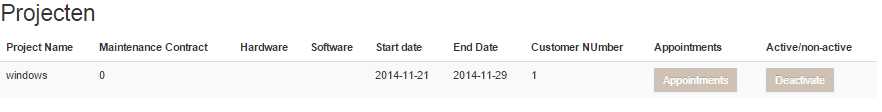 Projecten
Project Name Maintenance Contract Hardware Software Start date End Date Customer NUmber Appointments Active/non-active
windows 0 2014-11-21 2014-11-29 1 Appointments Deactivate